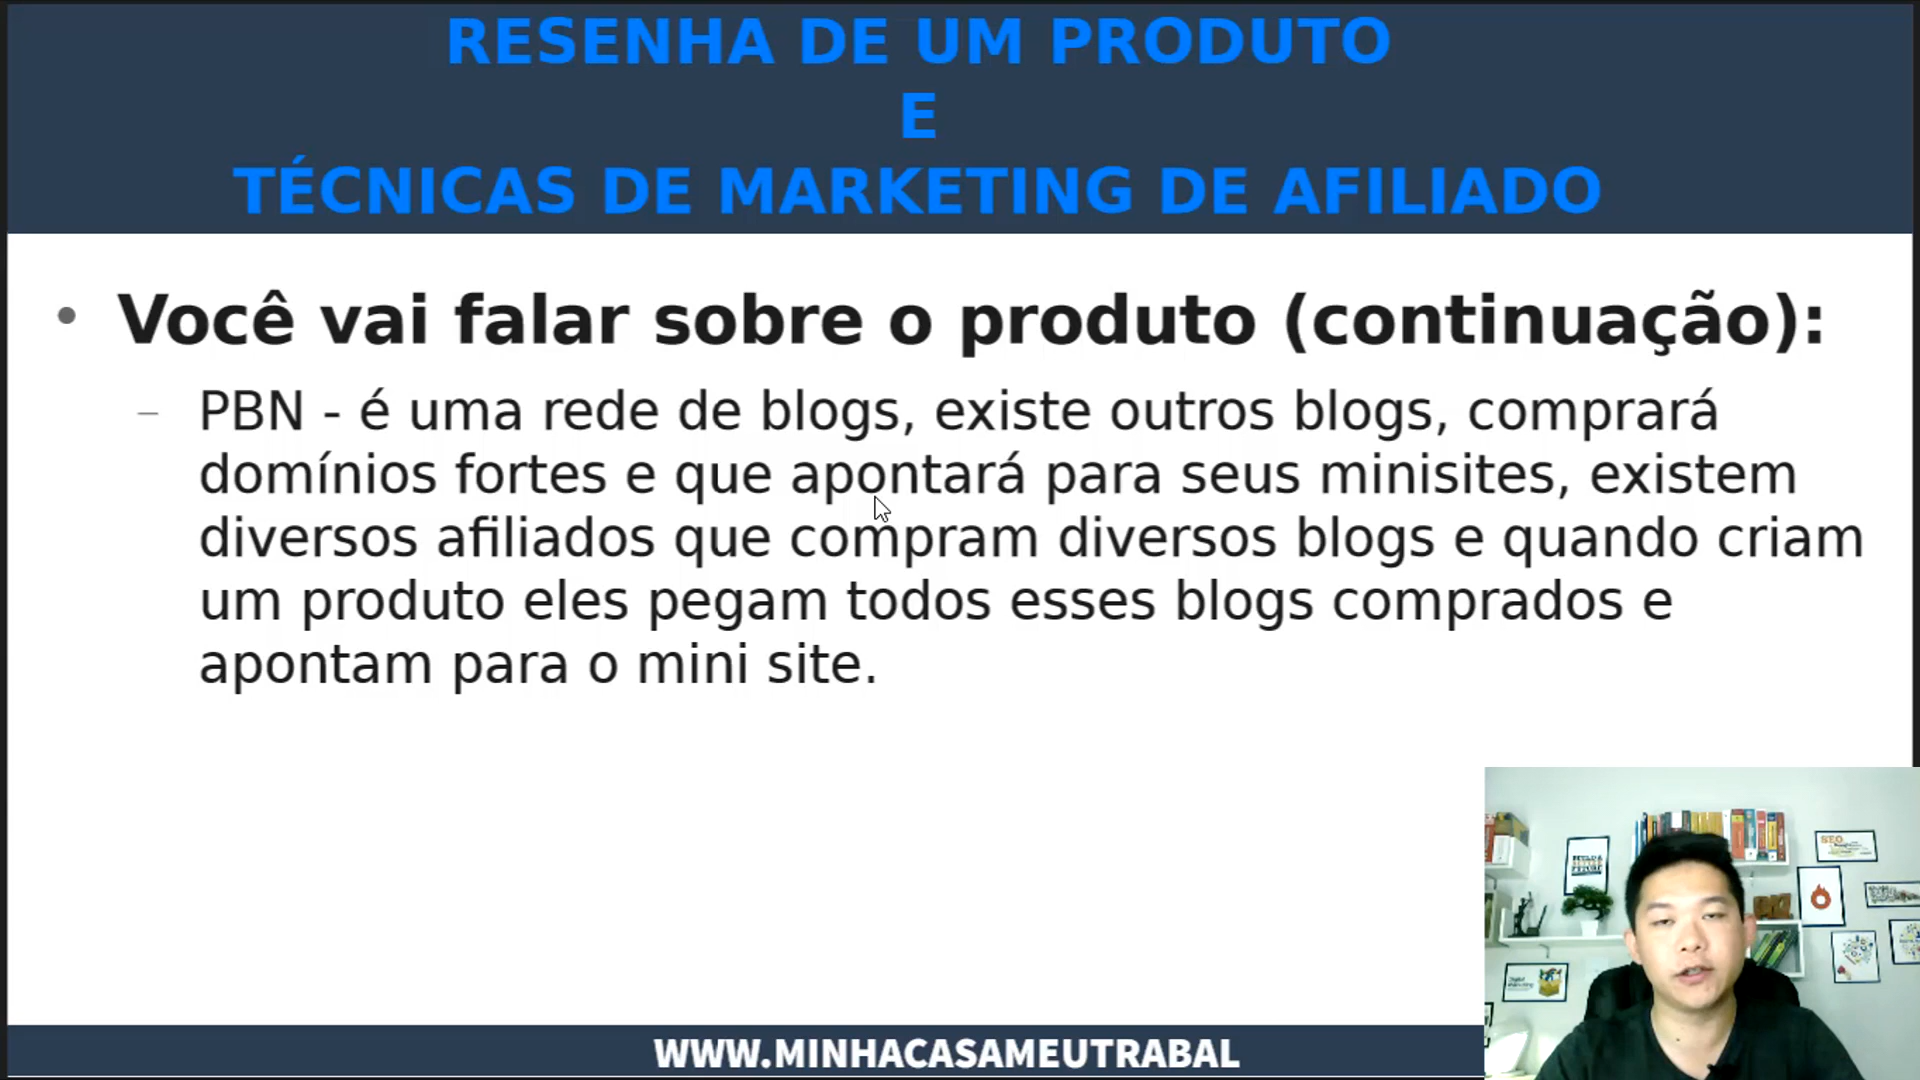 RESENHA DE UM PRODUTO
E
TÉCNICAS DE MARKETING DE AFILIADO
• Você vai falar sobre o produto (continuação):
– PBN - é uma rede de blogs, existe outros blogs, comprará
domínios fortes e que apontará para seus minisites, existem
diversos afiliados que compram diversos blogs e quando criam
um produto eles pegam todos esses blogs comprados e
apontam para o mini site.
SEO
WWW.MINHACASAMEUTRABAL